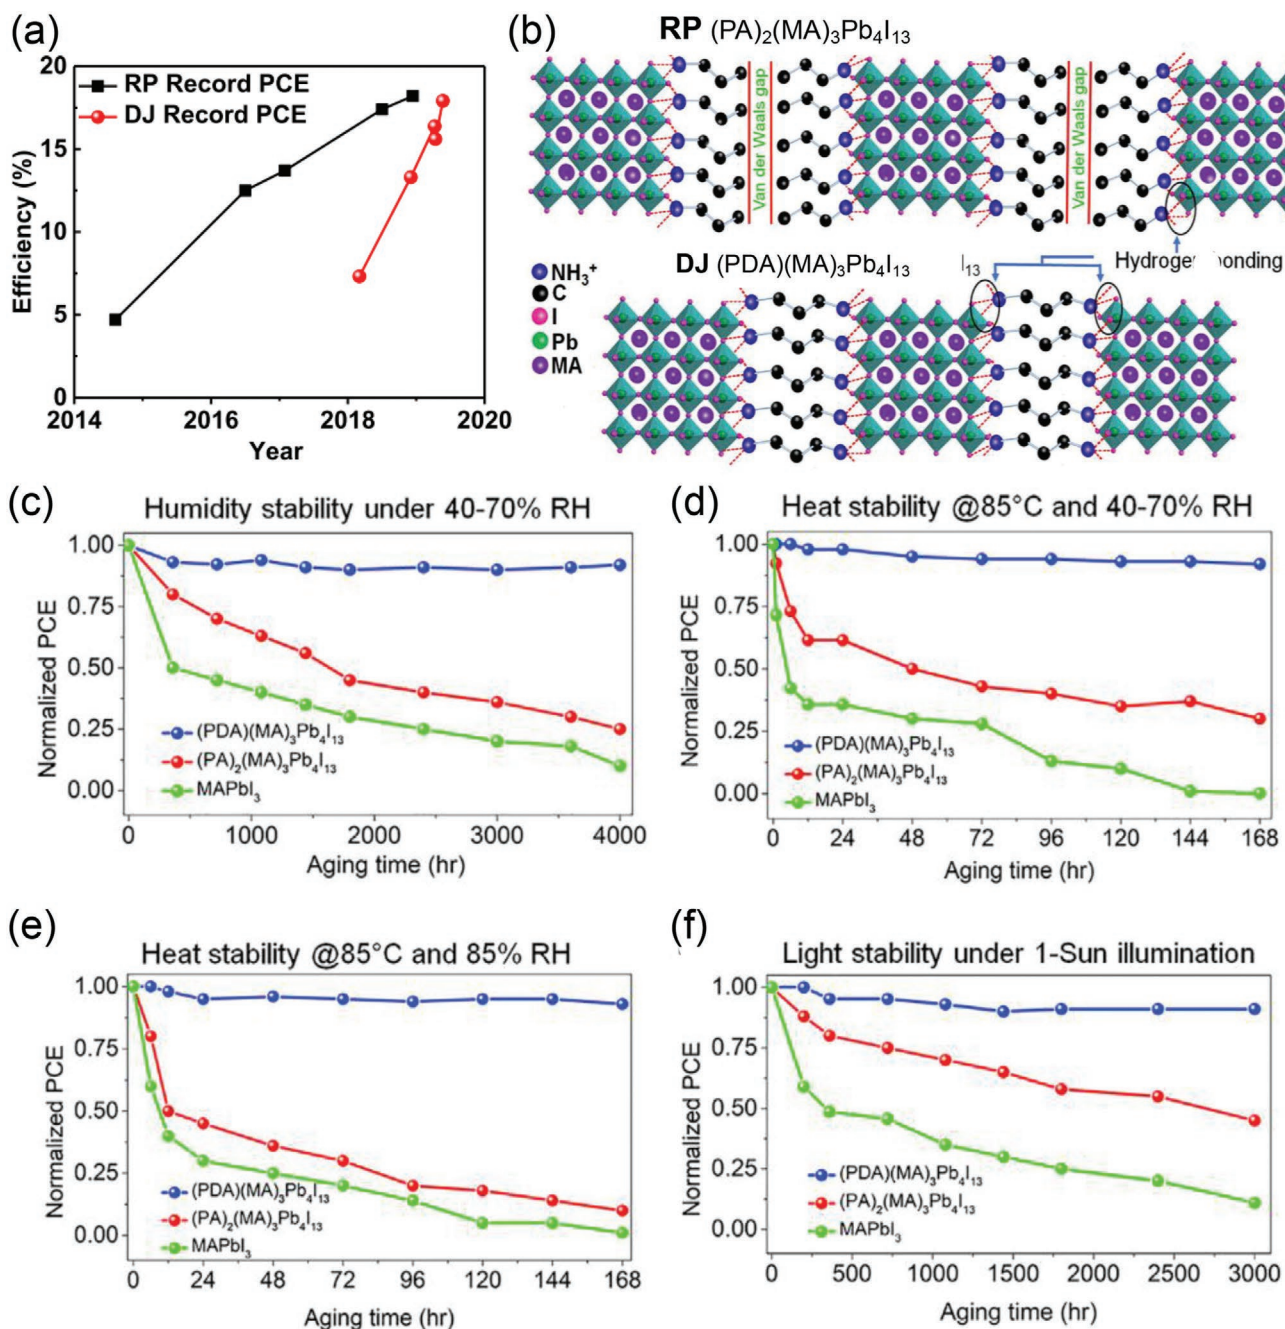 (a)
RP Record PCE
DJ Record PCE
Efficiency (%)
20
15
10
5
0
2014
2016
2018
2020
Year
(b)
RP (PA)₂(MA)₃Pb₄I₁₃
Van der Waals gap
Van der Waals gap
DJ (PDA)(MA)₃Pb₄I₁₃
I₁₃
Hydroge onding
NH₃⁺
C
I
Pb
MA
(c)
Humidity stability under 40-70% RH
Normalized PCE
1.00
0.75
0.50
0.25
0.00
(PDA)(MA)₃Pb₄I₁₃
(PA)₂(MA)₃Pb₄I₁₃
MAPbI₃
0
1000
2000
3000
4000
Aging time (hr)
(d)
Heat stability @85°C and 40-70% RH
Normalized PCE
1.00
0.75
0.50
0.25
0.00
(PDA)(MA)₃Pb₄I₁₃
(PA)₂(MA)₃Pb₄I₁₃
MAPbI₃
0
24
48
72
96
120
144
168
Aging time (hr)
(e)
Heat stability @85°C and 85% RH
Normalized PCE
1.00
0.75
0.50
0.25
0.00
(PDA)(MA)₃Pb₄I₁₃
(PA)₂(MA)₃Pb₄I₁₃
MAPbI₃
0
24
48
72
96
120
144
168
Aging time (hr)
(f)
Light stability under 1-Sun illumination
Normalized PCE
1.00
0.75
0.50
0.25
0.00
(PDA)(MA)₃Pb₄I₁₃
(PA)₂(MA)₃Pb₄I₁₃
MAPbI₃
0
500
1000
1500
2000
2500
3000
Aging time (hr)